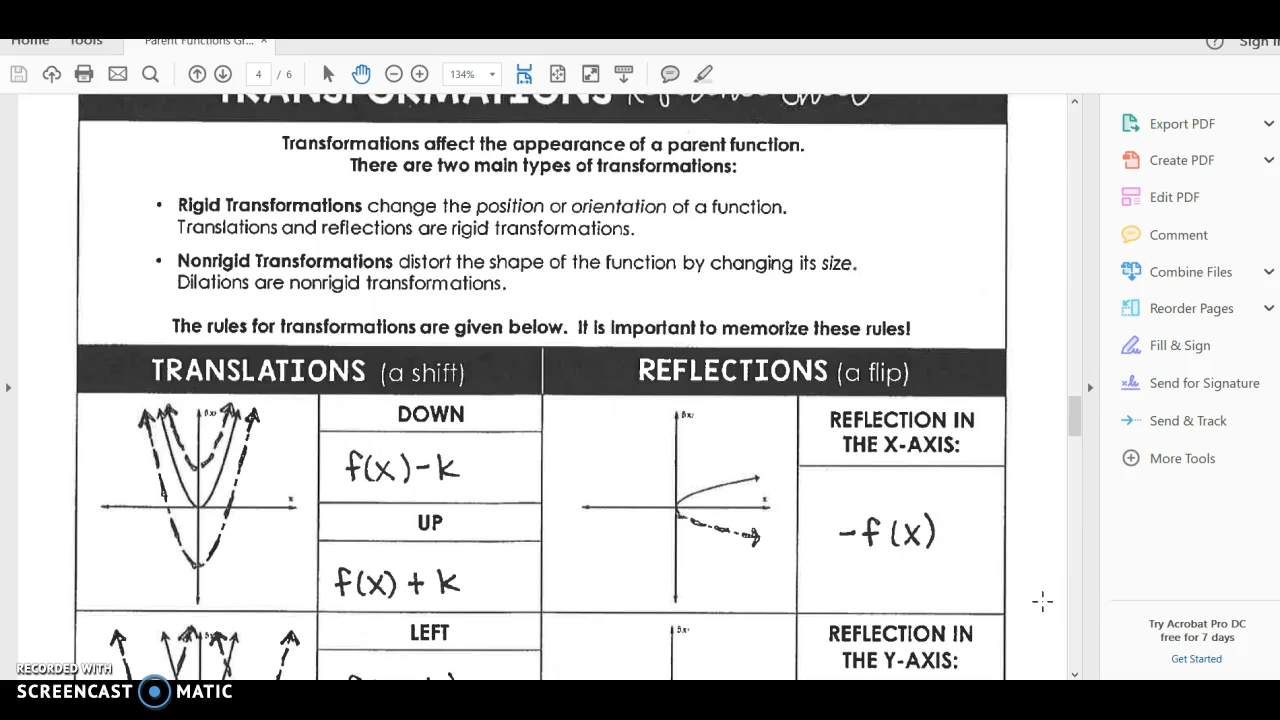 Home Tools Parent Functions Gr... × Sign In
4 / 6 134%
TRANSFORMATIONS Reference Sheet
Transformations affect the appearance of a parent function.
There are two main types of transformations:
• Rigid Transformations change the position or orientation of a function.
Translations and reflections are rigid transformations.
• Nonrigid Transformations distort the shape of the function by changing its size.
Dilations are nonrigid transformations.
The rules for transformations are given below. It is important to memorize these rules!
TRANSLATIONS (a shift)
REFLECTIONS (a flip)
x
DOWN
f(x) - k
UP
f(x) + k
x
REFLECTION IN
THE X-AXIS:
-f(x)
LEFT
REFLECTION IN
THE Y-AXIS:
Export PDF
Create PDF
Edit PDF
Comment
Combine Files
Reorder Pages
Fill & Sign
Send for Signature
Send & Track
More Tools
Try Acrobat Pro DC
free for 7 days
Get Started
RECORDED WITH
SCREENCAST MATIC